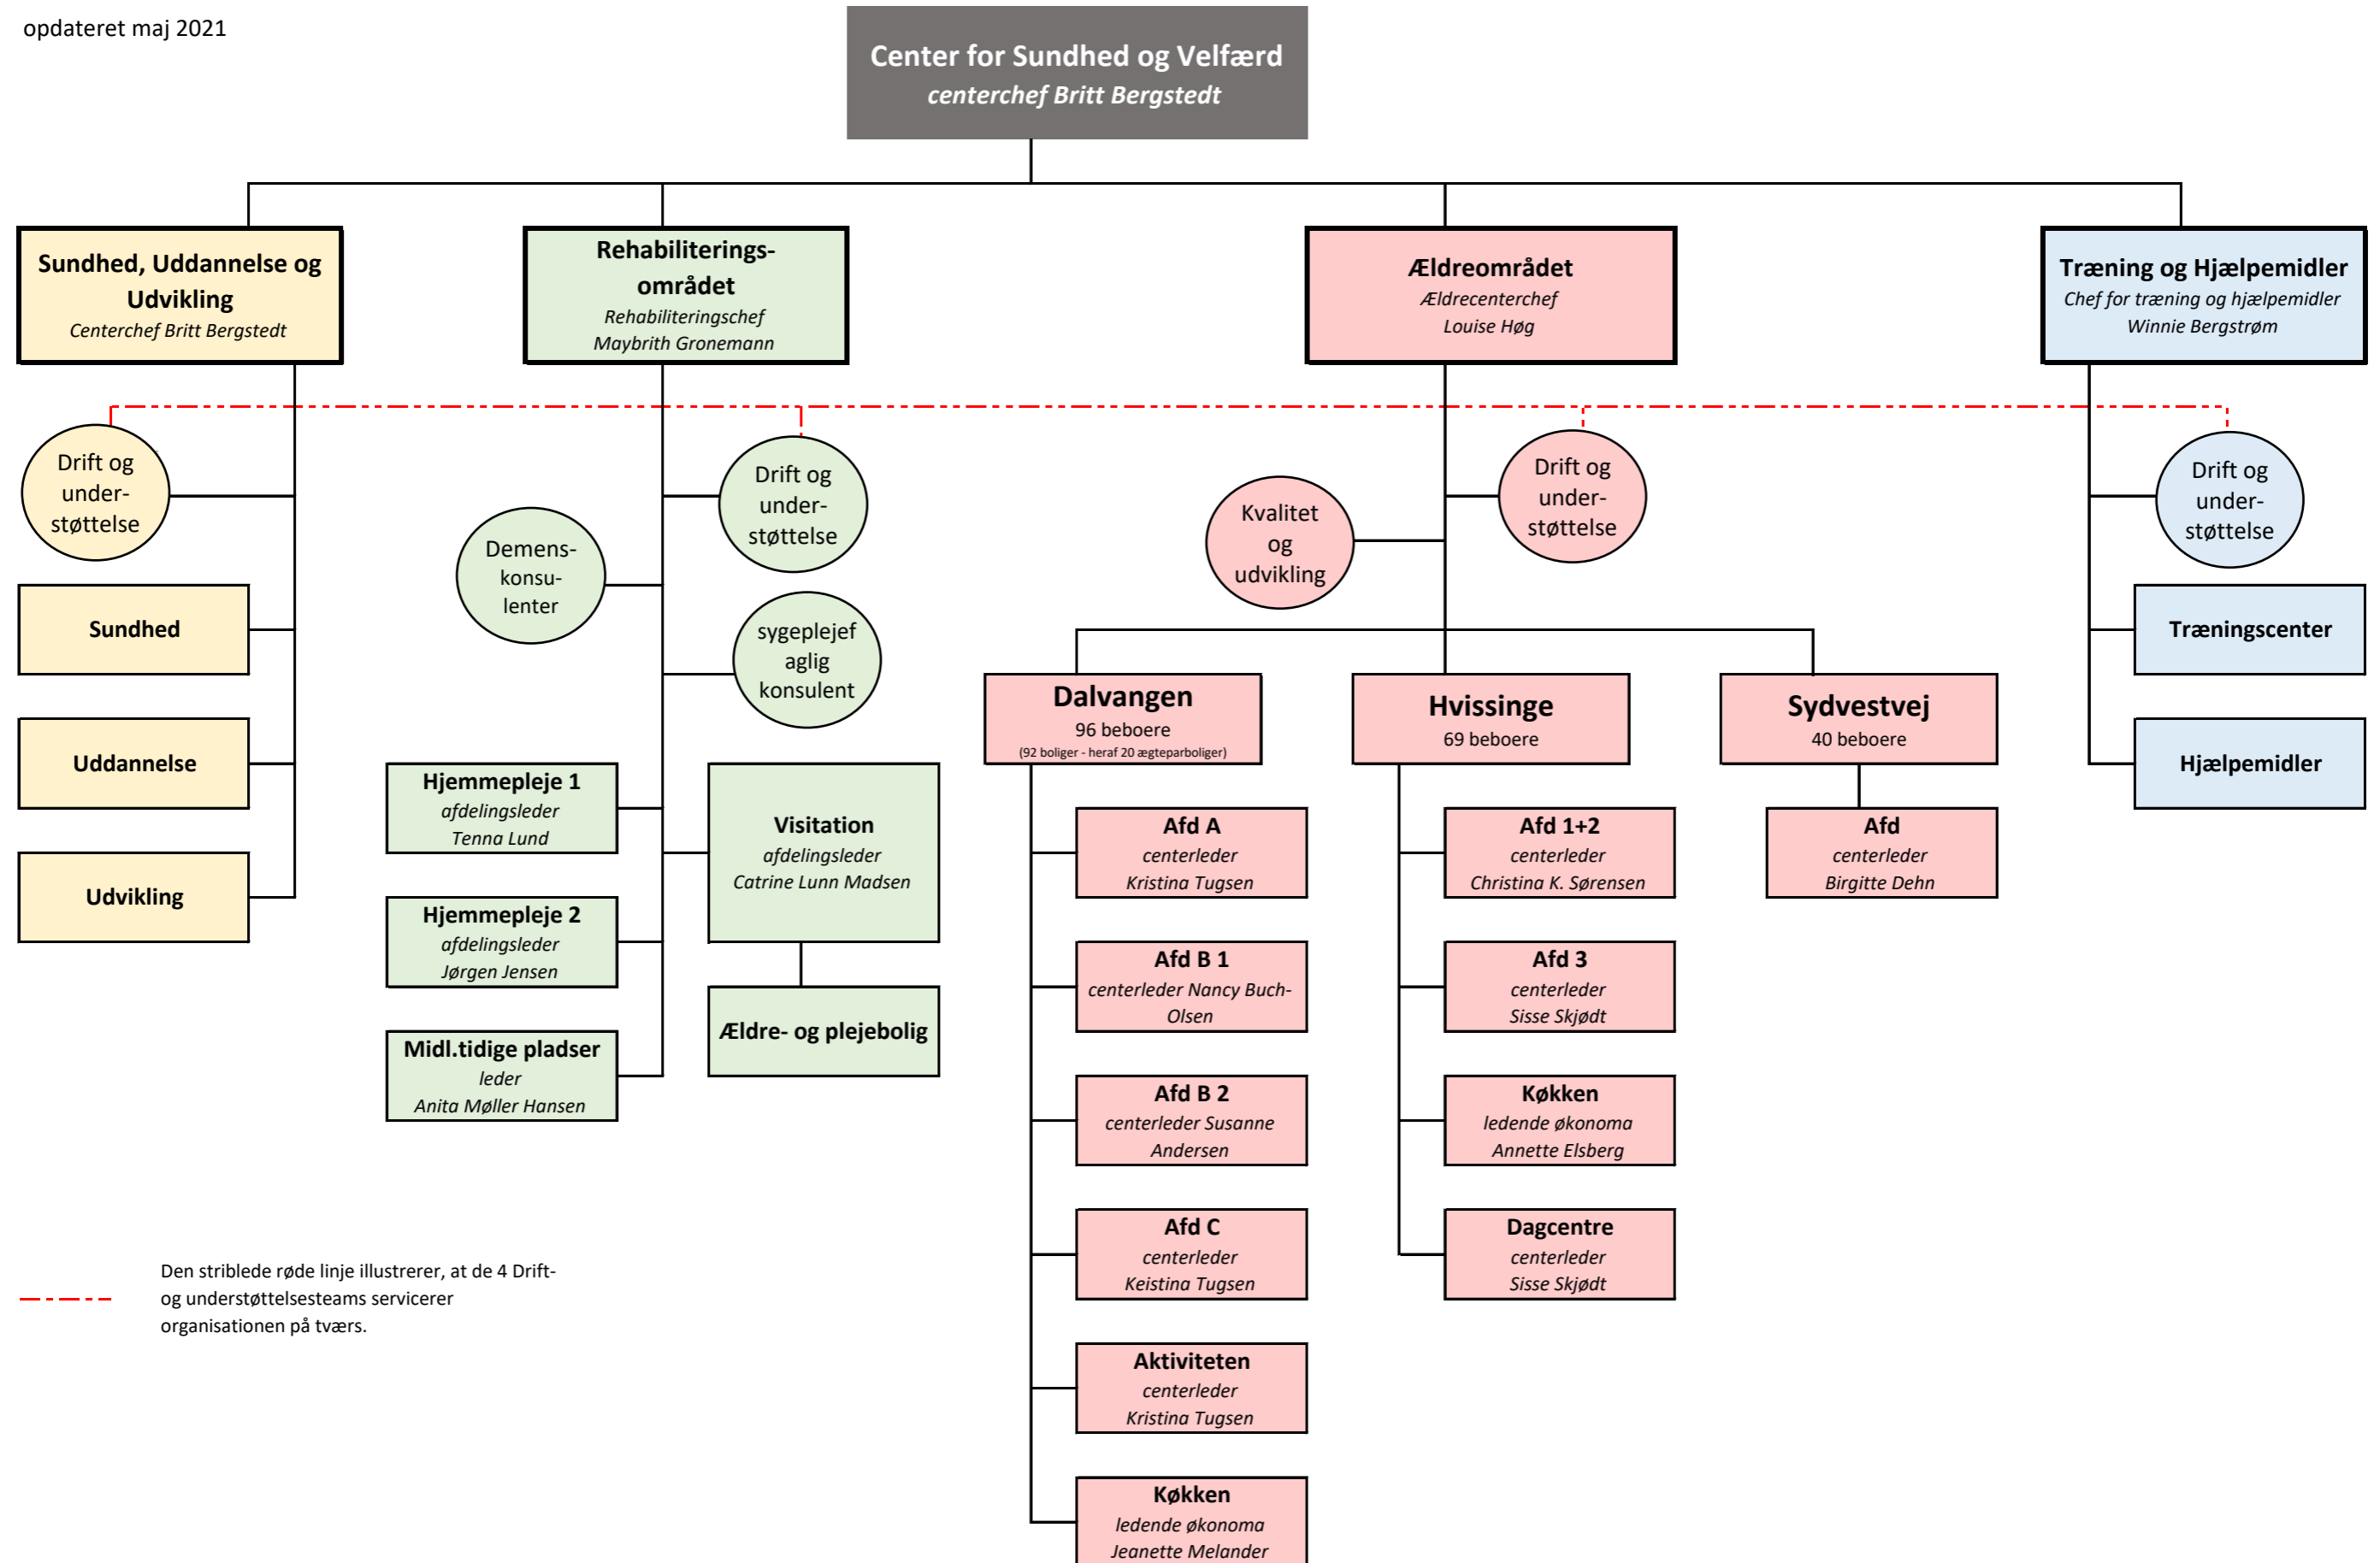 opdateret maj 2021
Center for Sundhed og Velfærd
centerchef Britt Bergstedt
Sundhed, Uddannelse og
Udvikling
Centerchef Britt Bergstedt
Rehabiliterings-
området
Rehabiliteringschef
Maybrith Gronemann
Ældreområdet
Ældrecenterchef
Louise Høg
Træning og Hjælpemidler
Chef for træning og hjælpemidler
Winnie Bergstrøm
Drift og
under-
støttelse
Sundhed
Uddannelse
Udvikling
Drift og
under-
støttelse
Demens-
konsu-
lenter
sygeplejef
aglig
konsulent
Hjemmepleje 1
afdelingsleder
Tenna Lund
Hjemmepleje 2
afdelingsleder
Jørgen Jensen
Midl.tidige pladser
leder
Anita Møller Hansen
Visitation
afdelingsleder
Catrine Lunn Madsen
Ældre- og plejebolig
Kvalitet
og
udvikling
Drift og
under-
støttelse
Dalvangen
96 beboere
(92 boliger - heraf 20 ægteparboliger)
Afd A
centerleder
Kristina Tugsen
Afd B 1
centerleder Nancy Buch-
Olsen
Afd B 2
centerleder Susanne
Andersen
Afd C
centerleder
Keistina Tugsen
Aktiviteten
centerleder
Kristina Tugsen
Køkken
ledende økonoma
Jeanette Melander
Hvissinge
69 beboere
Afd 1+2
centerleder
Christina K. Sørensen
Afd 3
centerleder
Sisse Skjødt
Køkken
ledende økonoma
Annette Elsberg
Dagcentre
centerleder
Sisse Skjødt
Sydvestvej
40 beboere
Afd
centerleder
Birgitte Dehn
Drift og
under-
støttelse
Træningscenter
Hjælpemidler
Den striblede røde linje illustrerer, at de 4 Drift-
og understøttelsesteams servicerer
organisationen på tværs.